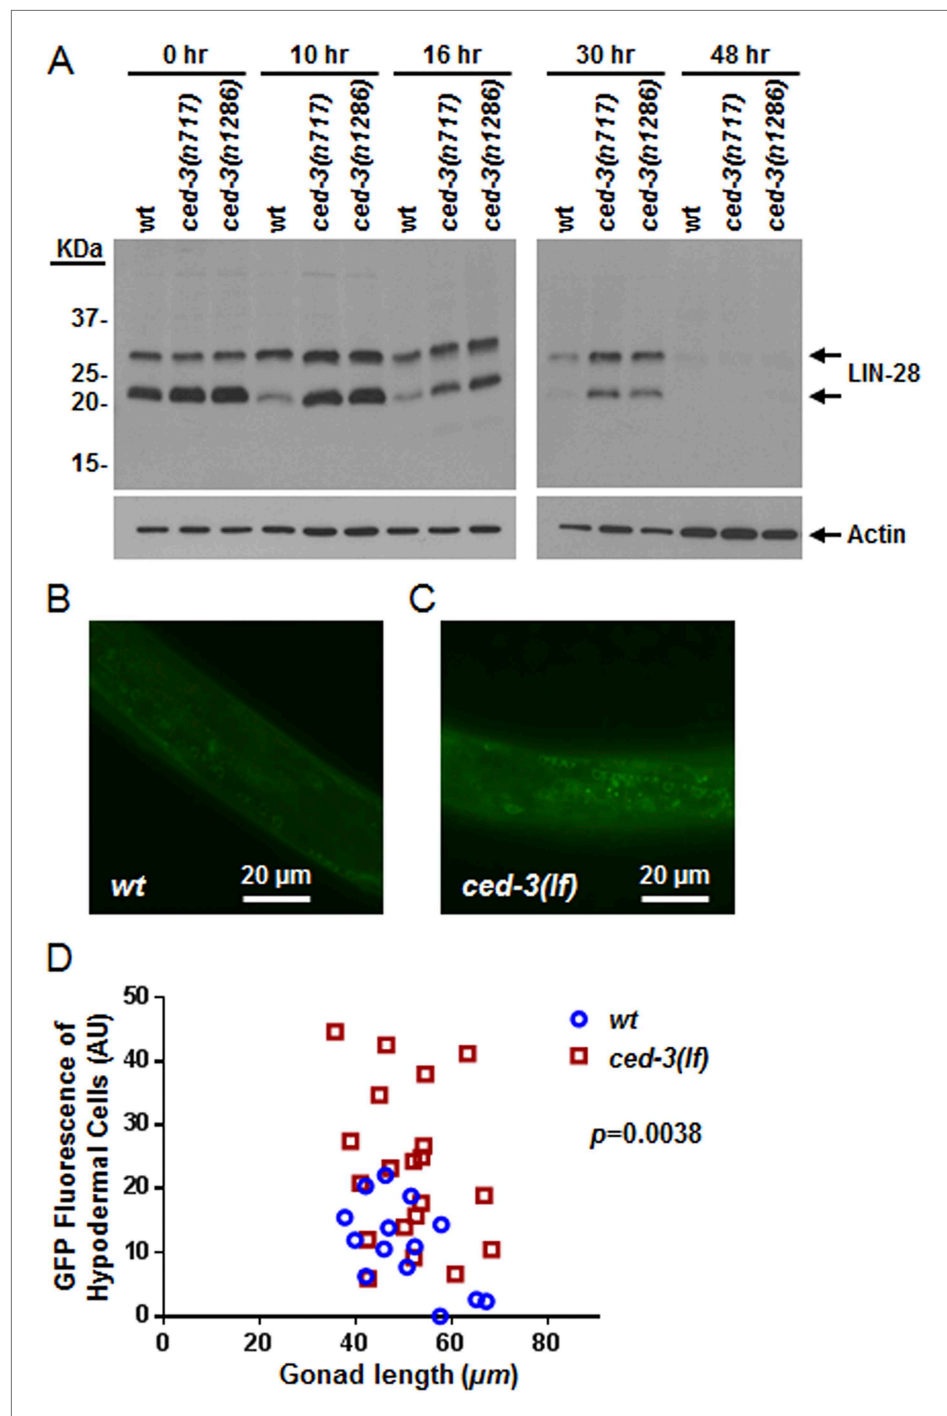 A
0 hr 10 hr 16 hr 30 hr 48 hr
wt ced-3(n717) ced-3(n1286) wt ced-3(n717) ced-3(n1286) wt ced-3(n717) ced-3(n1286) wt ced-3(n717) ced-3(n1286) wt ced-3(n717) ced-3(n1286)
KDa
37-
25-
20-
15-
LIN-28
Actin
B
C
wt
20 µm
ced-3(lf)
20 µm
D
GFP Fluorescence of
Hypodermal Cells (AU)
50
40
30
20
10
0
0 20 40 60 80
Gonad length (µm)
wt
ced-3(lf)
p=0.0038